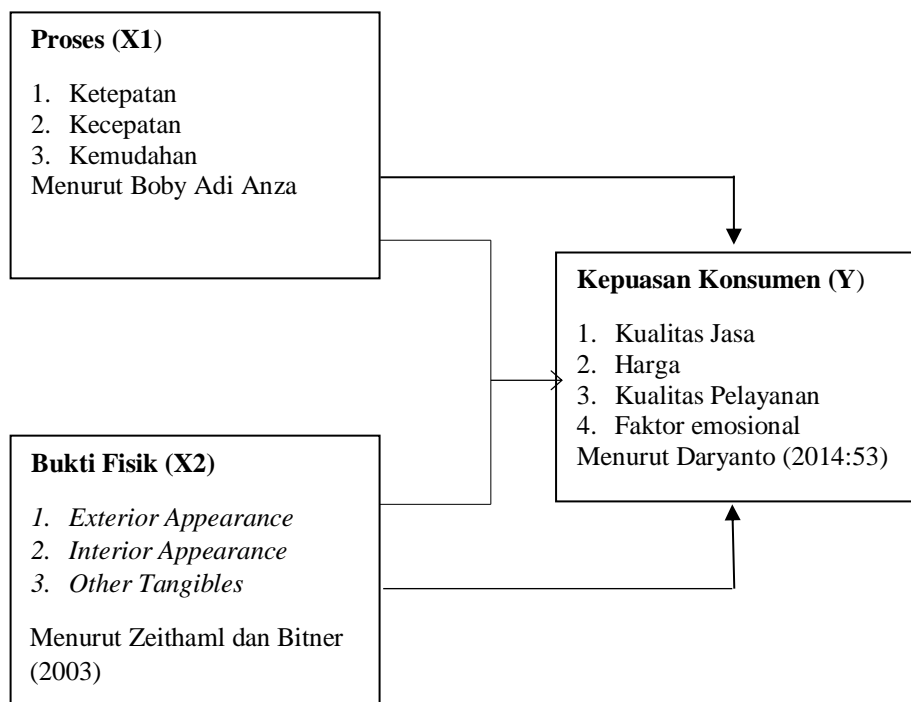 Proses (X1)
1. Ketepatan
2. Kecepatan
3. Kemudahan
Menurut Boby Adi Anza
Kepuasan Konsumen (Y)
1. Kualitas Jasa
2. Harga
3. Kualitas Pelayanan
4. Faktor emosional
Menurut Daryanto (2014:53)
Bukti Fisik (X2)
1. Exterior Appearance
2. Interior Appearance
3. Other Tangibles
Menurut Zeithaml dan Bitner
(2003)